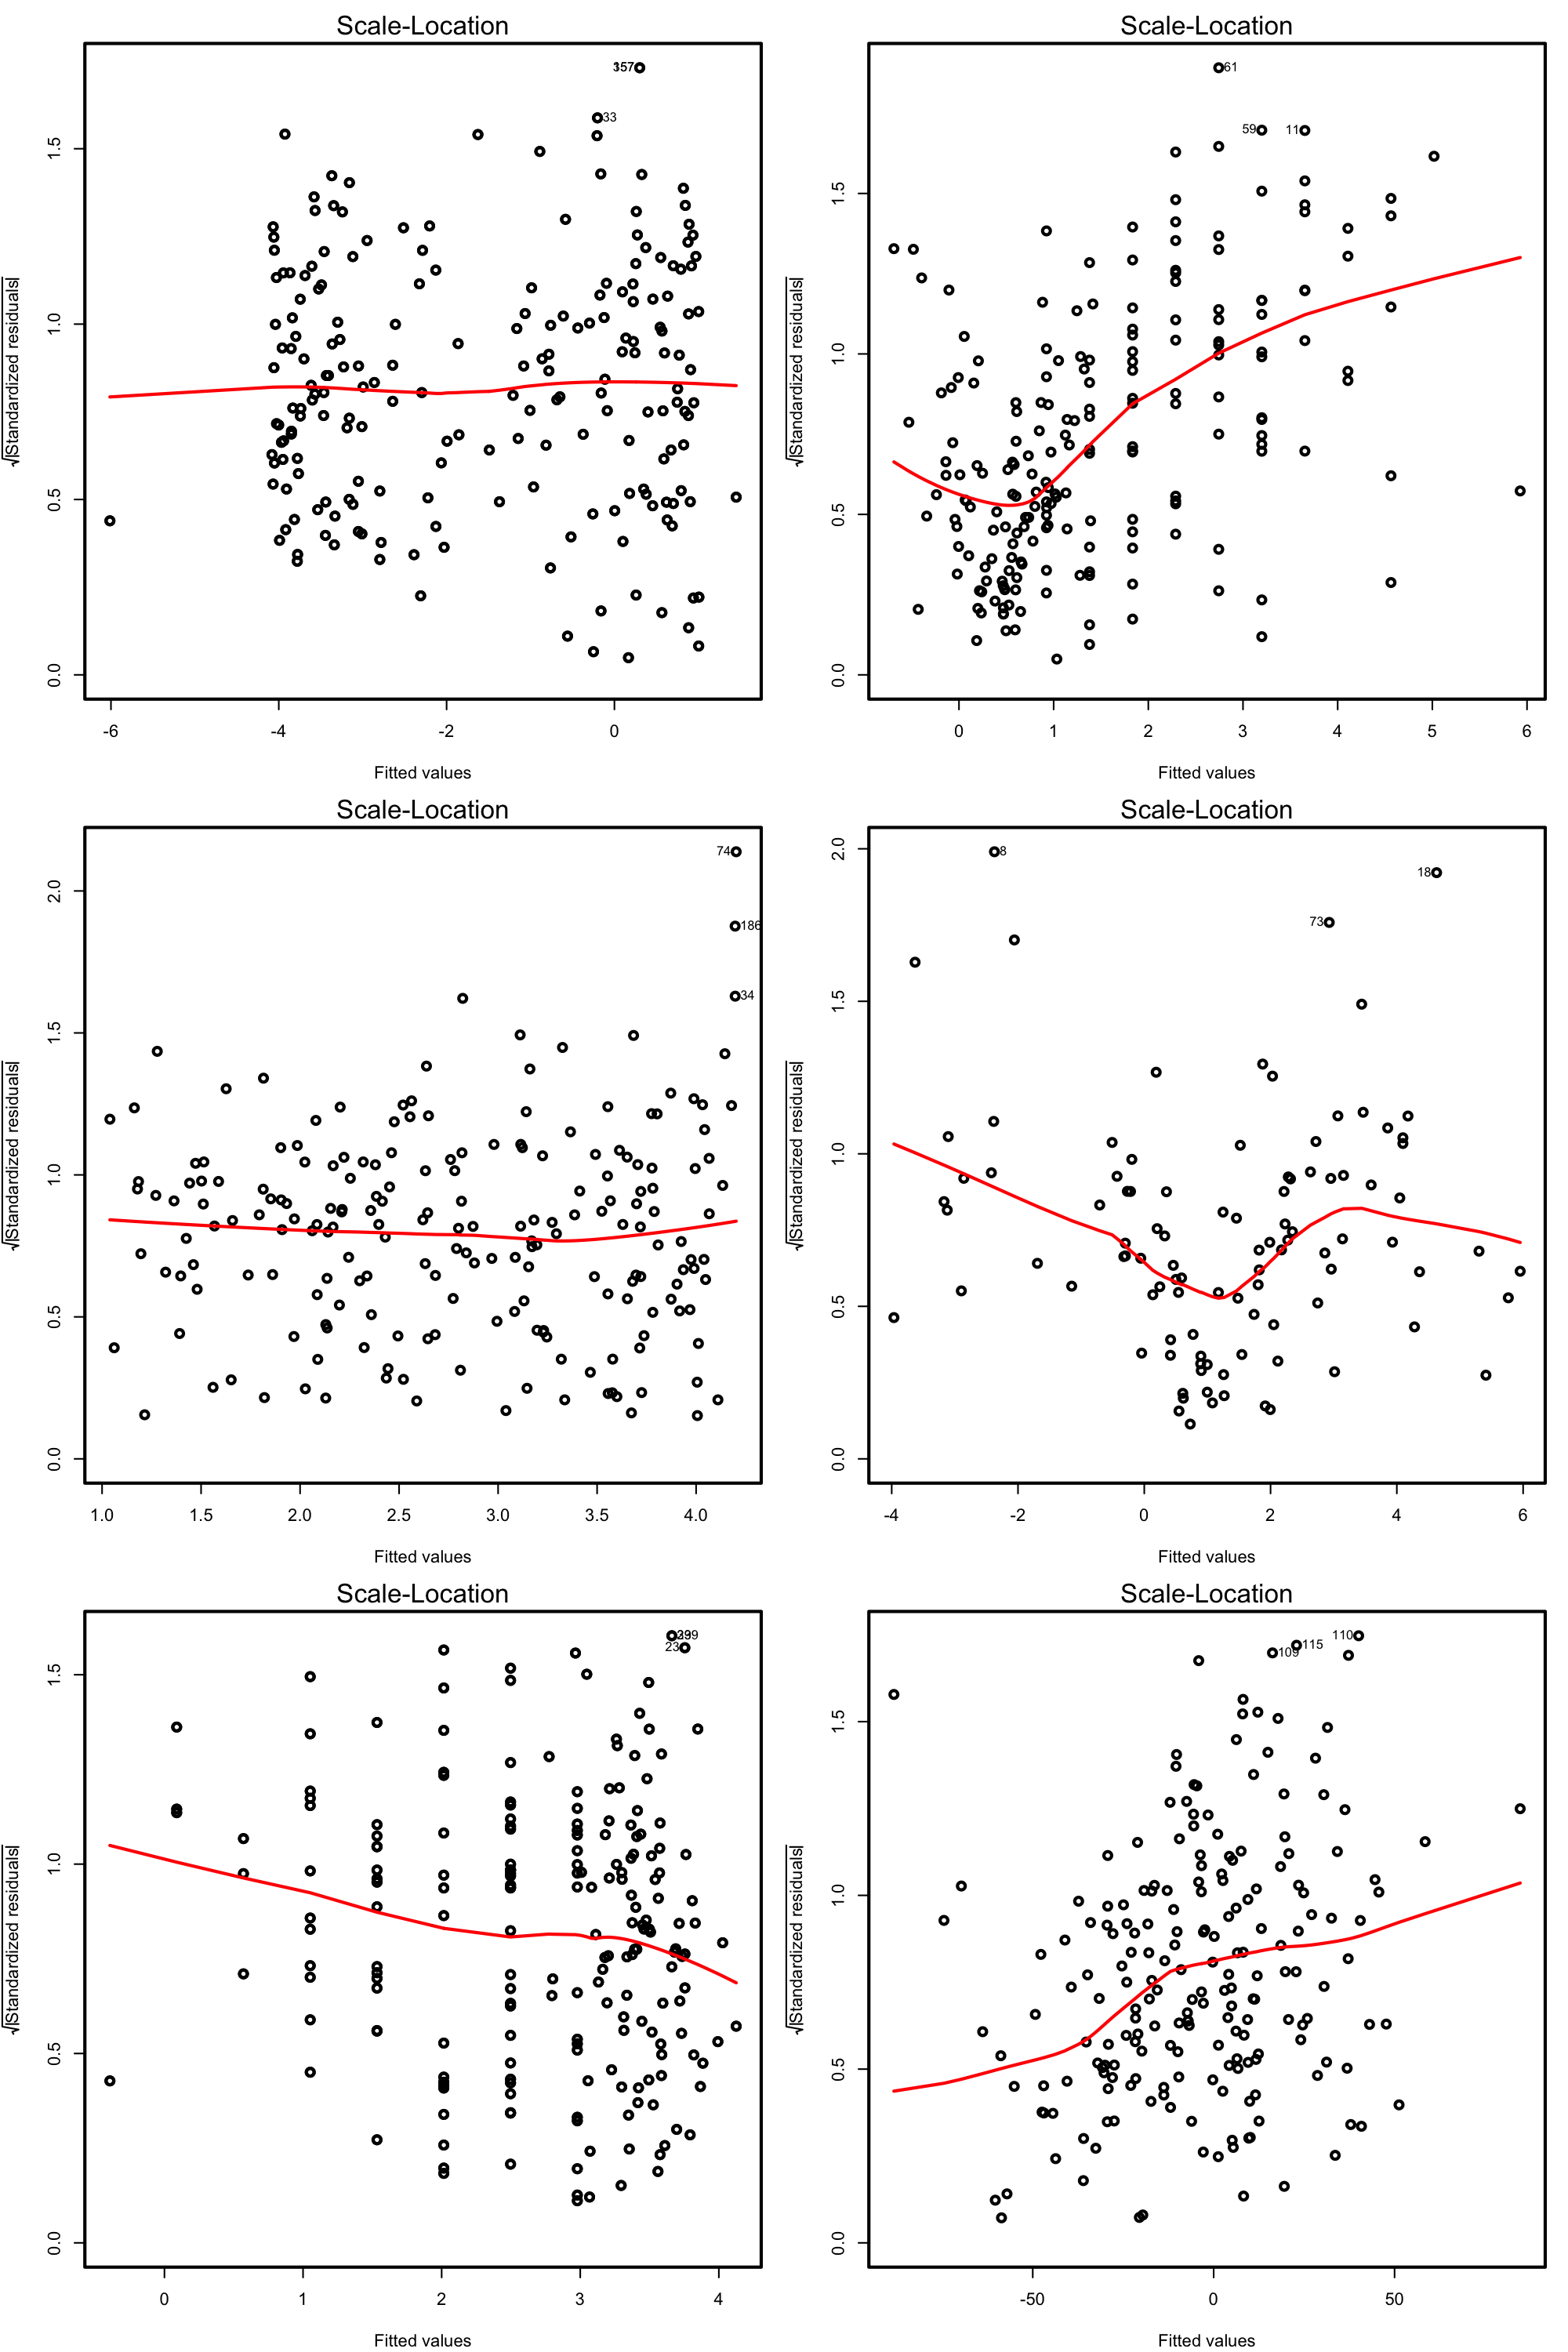 Scale-Location
33
√|Standardized residuals|
0.0 0.5 1.0 1.5
-6 -4 -2 0
Fitted values
Scale-Location
61
59 11
√|Standardized residuals|
0.0 0.5 1.0 1.5
0 1 2 3 4 5 6
Fitted values
Scale-Location
74
186
34
√|Standardized residuals|
0.0 0.5 1.0 1.5 2.0
1.0 1.5 2.0 2.5 3.0 3.5 4.0
Fitted values
Scale-Location
8
18
73
√|Standardized residuals|
0.0 0.5 1.0 1.5 2.0
-4 -2 0 2 4 6
Fitted values
Scale-Location
23
√|Standardized residuals|
0.0 0.5 1.0 1.5
0 1 2 3 4
Fitted values
Scale-Location
110
115
109
√|Standardized residuals|
0.0 0.5 1.0 1.5
-50 0 50
Fitted values